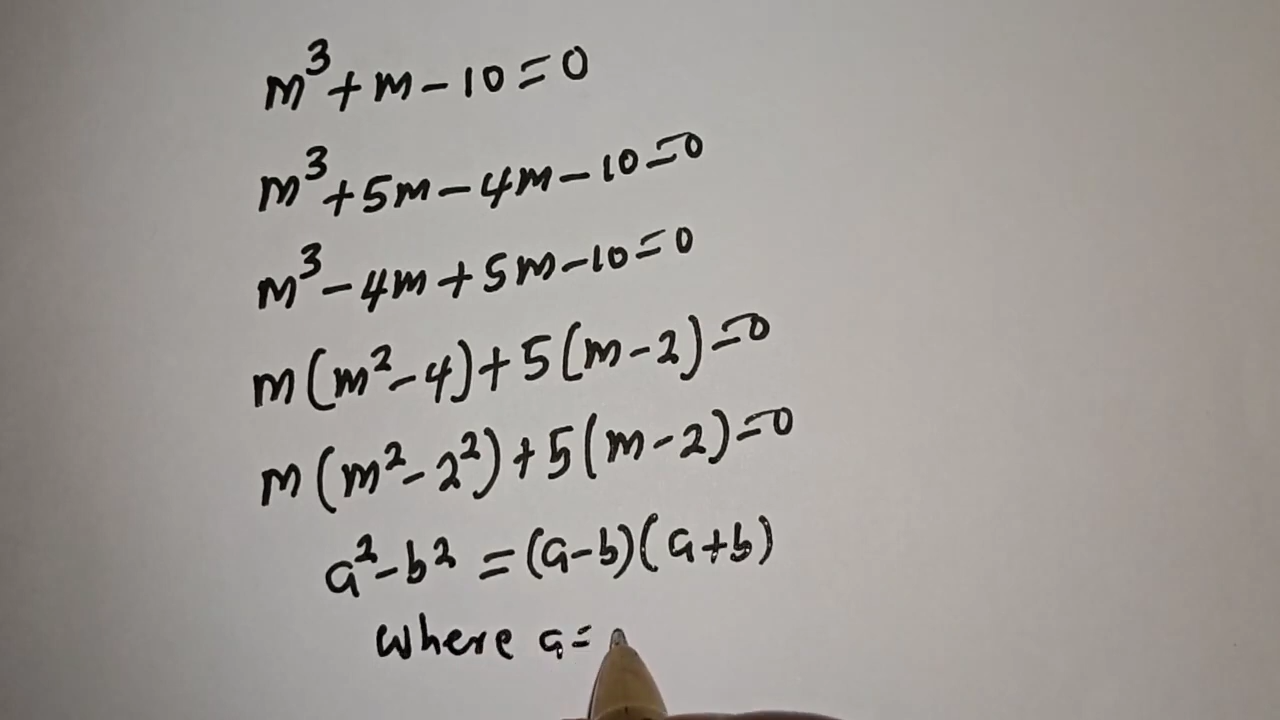 m³+m-10=0
m³+5m-4m-10=0
m³-4m+5m-10=0
m(m²-4)+5(m-2)=0
m(m²-2²)+5(m-2)=0
a²-b²=(a-b)(a+b)
where a=